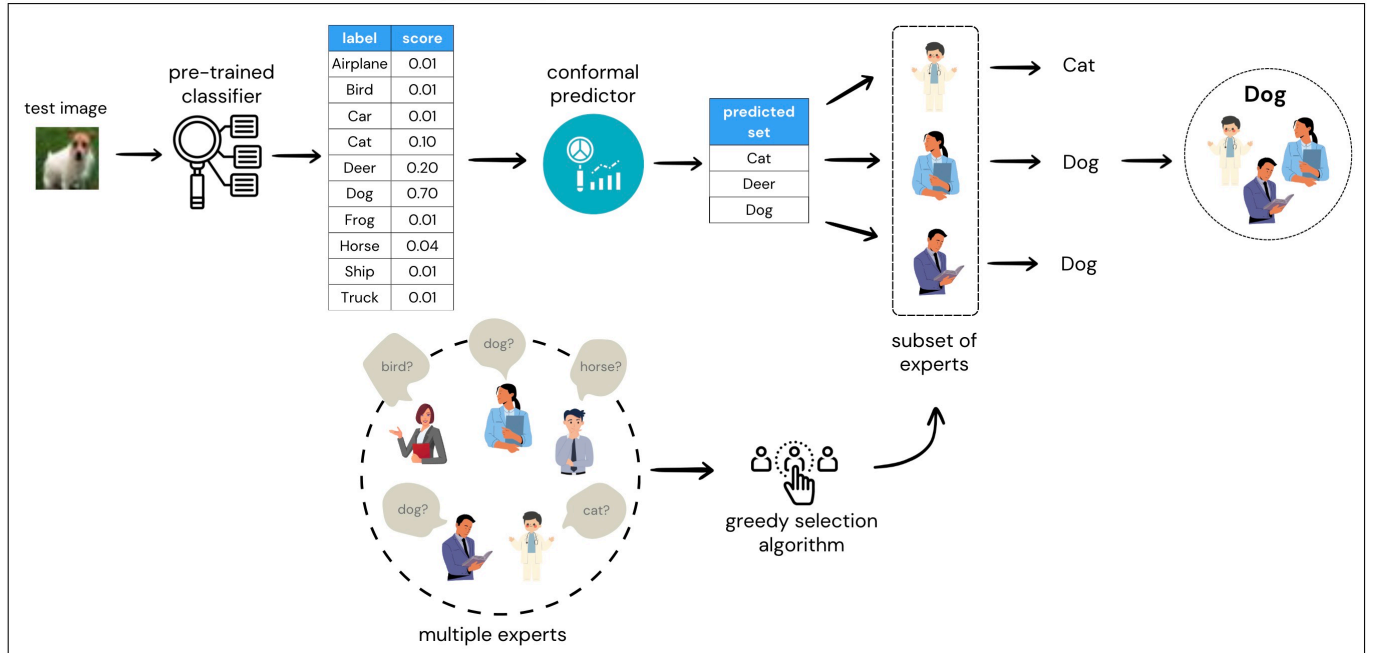 test image
pre-trained
classifier
label score
Airplane 0.01
Bird 0.01
Car 0.01
Cat 0.10
Deer 0.20
Dog 0.70
Frog 0.01
Horse 0.04
Ship 0.01
Truck 0.01
conformal
predictor
predicted
set
Cat
Deer
Dog
Cat
Dog
Dog
subset of
experts
Dog
bird?
dog?
horse?
dog?
cat?
multiple experts
greedy selection
algorithm